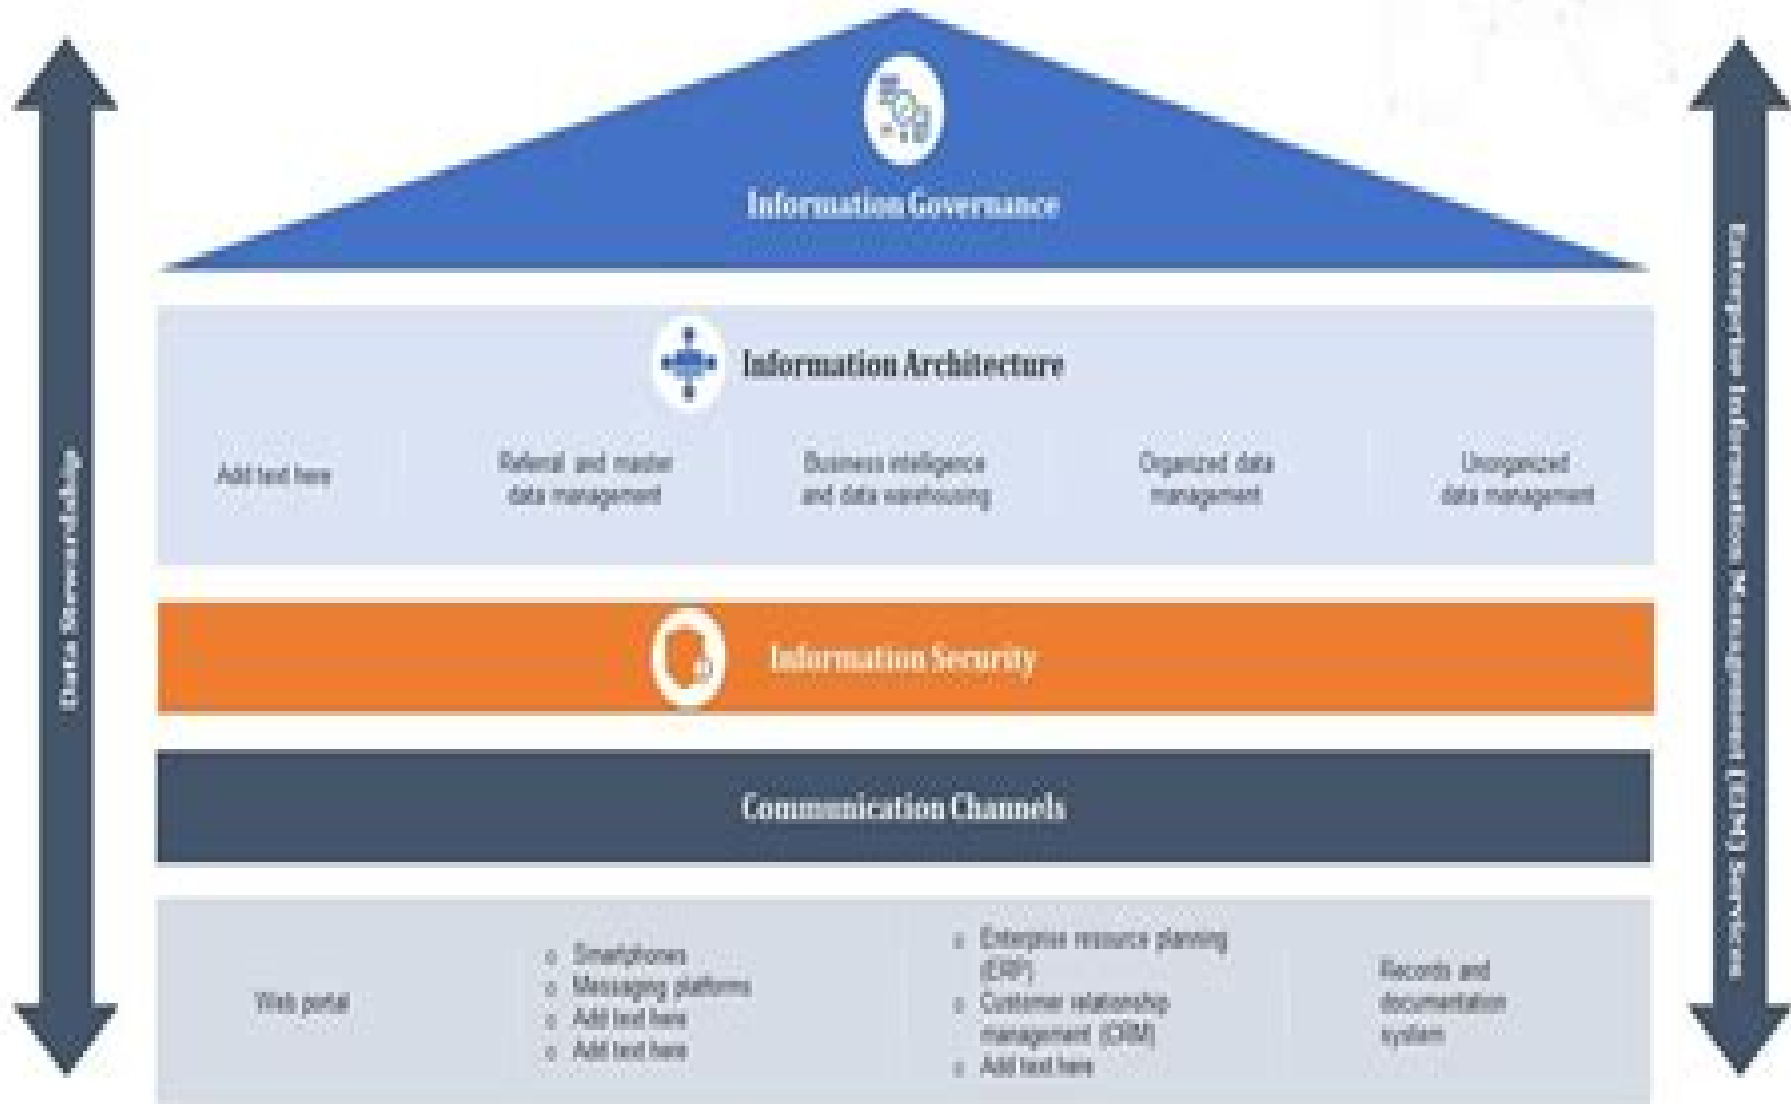 Information Governance
Information Architecture
Add text here
Referral and master
data management
Business intelligence
and data warehousing
Organized data
management
Unorganized
data management
Information Security
Communication Channels
Web portal
o Smartphones
o Messaging platforms
o Add text here
o Add text here
o Enterprise resource planning
(ERP)
o Customer relationship
management (CRM)
o Add text here
Records and
documentation
system
Data Stewardship
Enterprise Information Management (EIM) Services